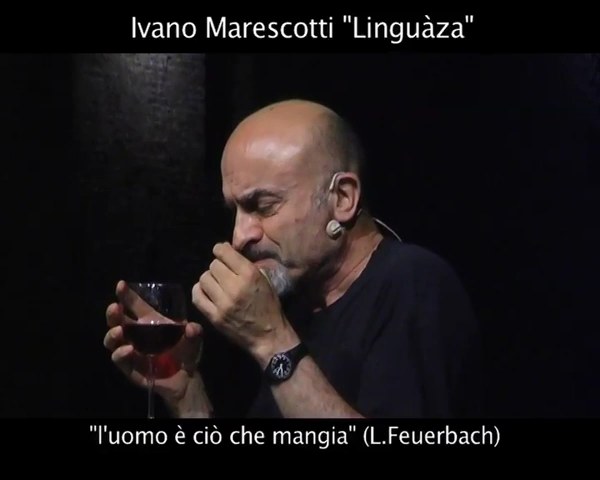 Ivano Marescotti "Linguàza"
"l'uomo è ciò che mangia" (L.Feuerbach)